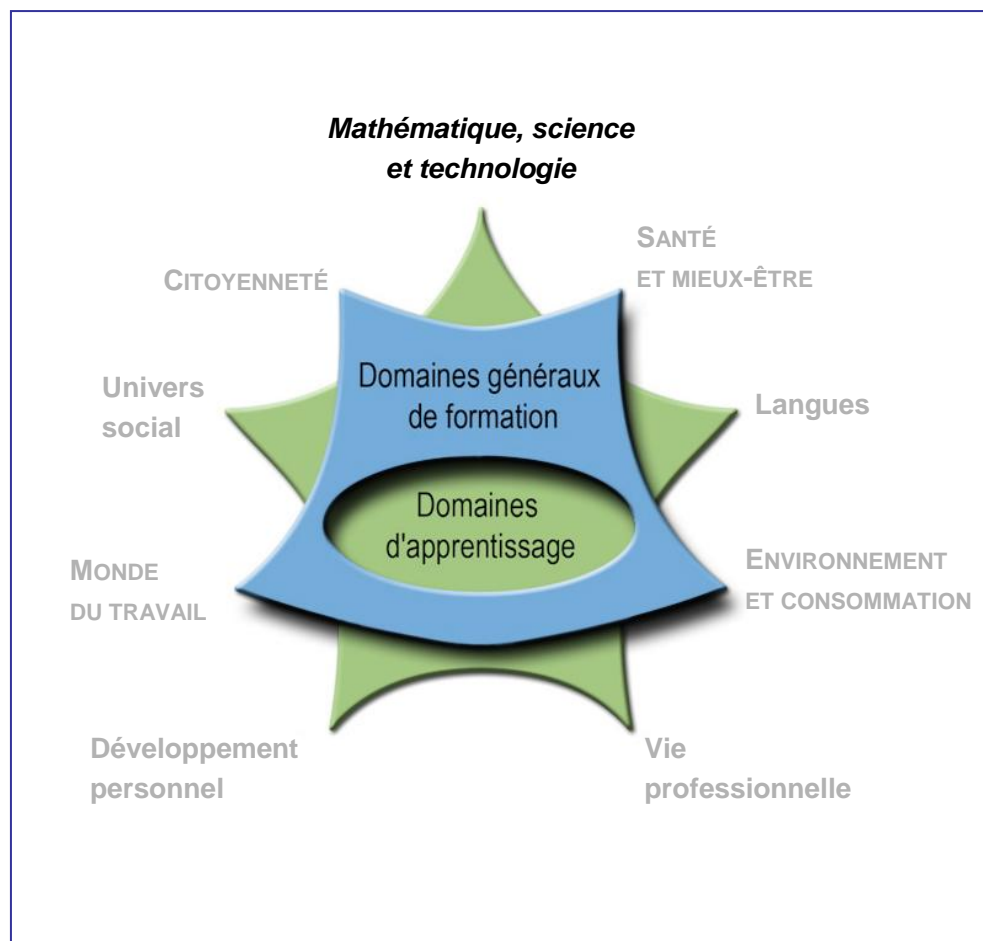 Mathématique, science
et technologie
CITOYENNETÉ
SANTÉ
ET MIEUX-ÊTRE
Domaines généraux
de formation
Univers
social
Langues
Domaines
d'apprentissage
MONDE
DU TRAVAIL
ENVIRONNEMENT
ET CONSOMMATION
Développement
personnel
Vie
professionnelle